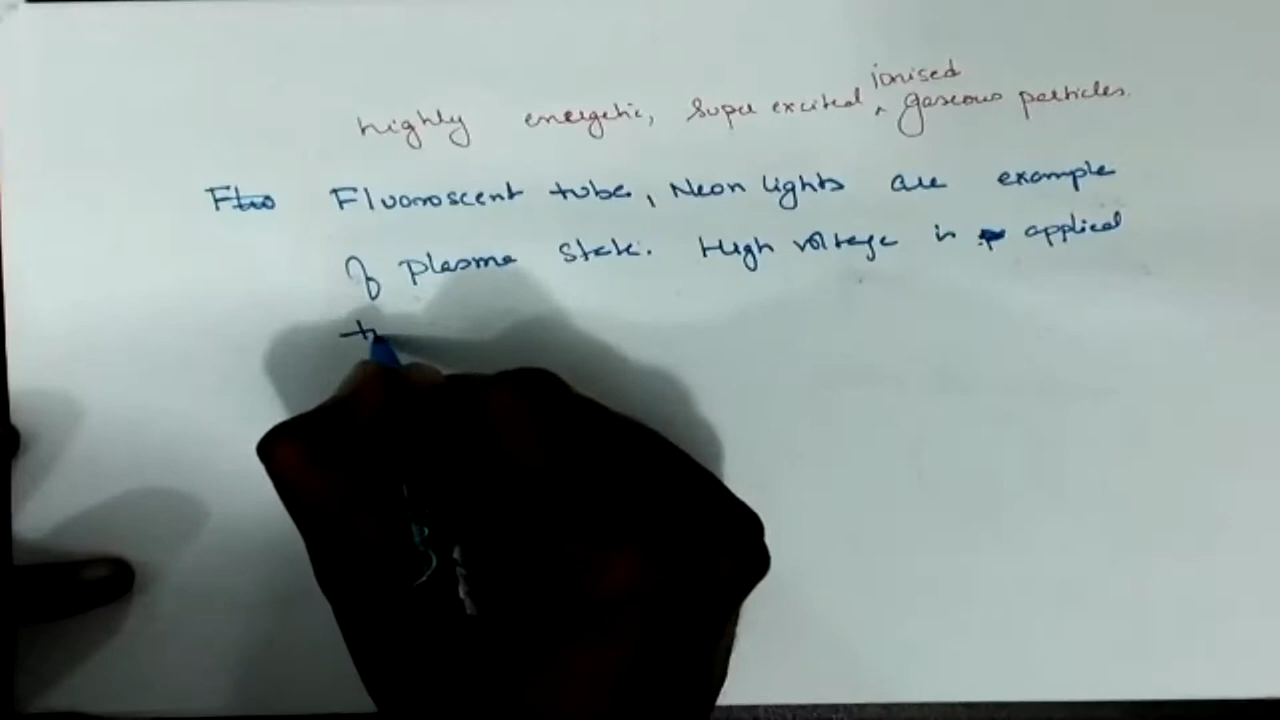 ionised
highly energetic, Super excited ^ gaseous particles.
Fluoroscent tube, Neon lights are example
of plasma state. High voltage is applied